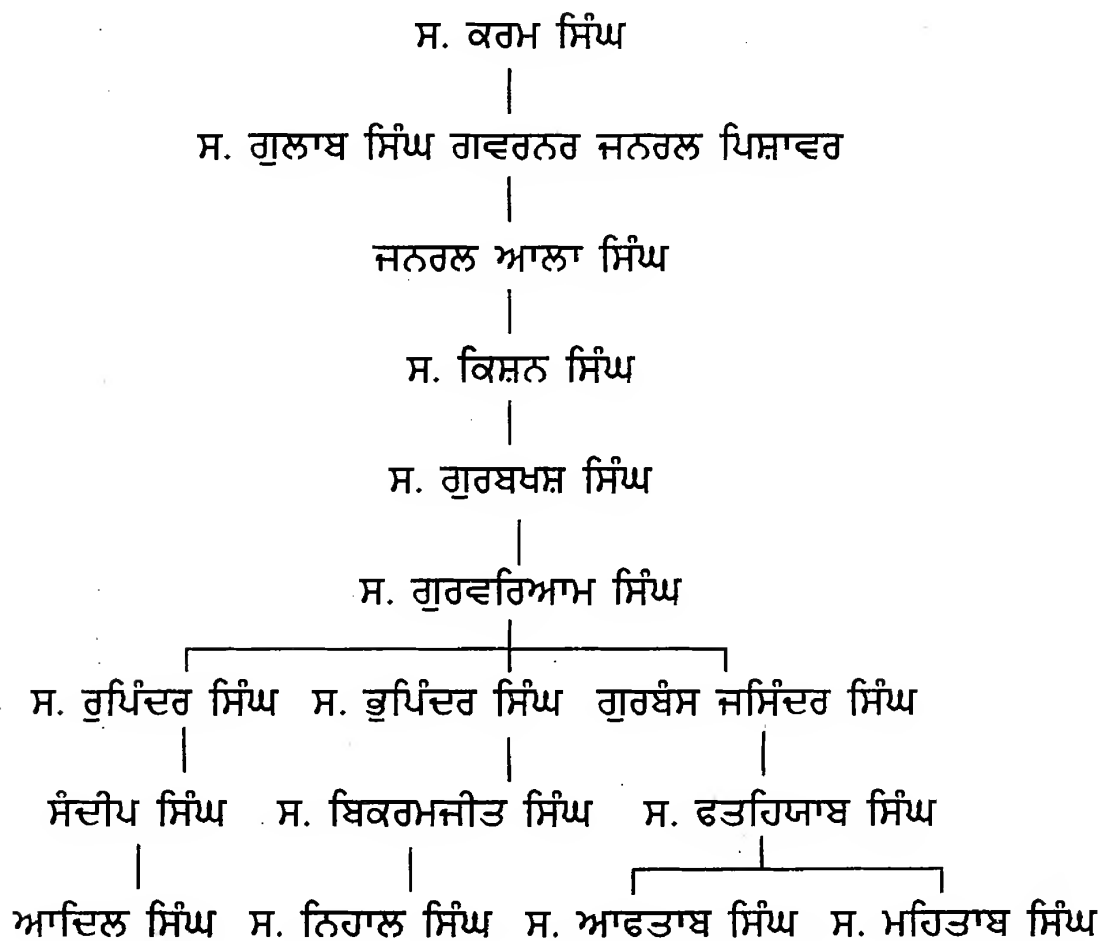 ਸ. ਕਰਮ ਸਿੰਘ
ਸ. ਗੁਲਾਬ ਸਿੰਘ ਗਵਰਨਰ ਜਨਰਲ ਪਿਸ਼ਾਵਰ
ਜਨਰਲ ਆਲਾ ਸਿੰਘ
ਸ. ਕਿਸ਼ਨ ਸਿੰਘ
ਸ. ਗੁਰਬਖਸ਼ ਸਿੰਘ
ਸ. ਗੁਰਵਰਿਆਮ ਸਿੰਘ
ਸ. ਰੁਪਿੰਦਰ ਸਿੰਘ ਸ. ਭੁਪਿੰਦਰ ਸਿੰਘ ਗੁਰਬੰਸ ਜਸਿੰਦਰ ਸਿੰਘ
ਸੰਦੀਪ ਸਿੰਘ ਸ. ਬਿਕਰਮਜੀਤ ਸਿੰਘ ਸ. ਫਤਹਿਯਾਬ ਸਿੰਘ
ਆਦਿਲ ਸਿੰਘ ਸ. ਨਿਹਾਲ ਸਿੰਘ ਸ. ਆਫਤਾਬ ਸਿੰਘ ਸ. ਮਹਿਤਾਬ ਸਿੰਘ